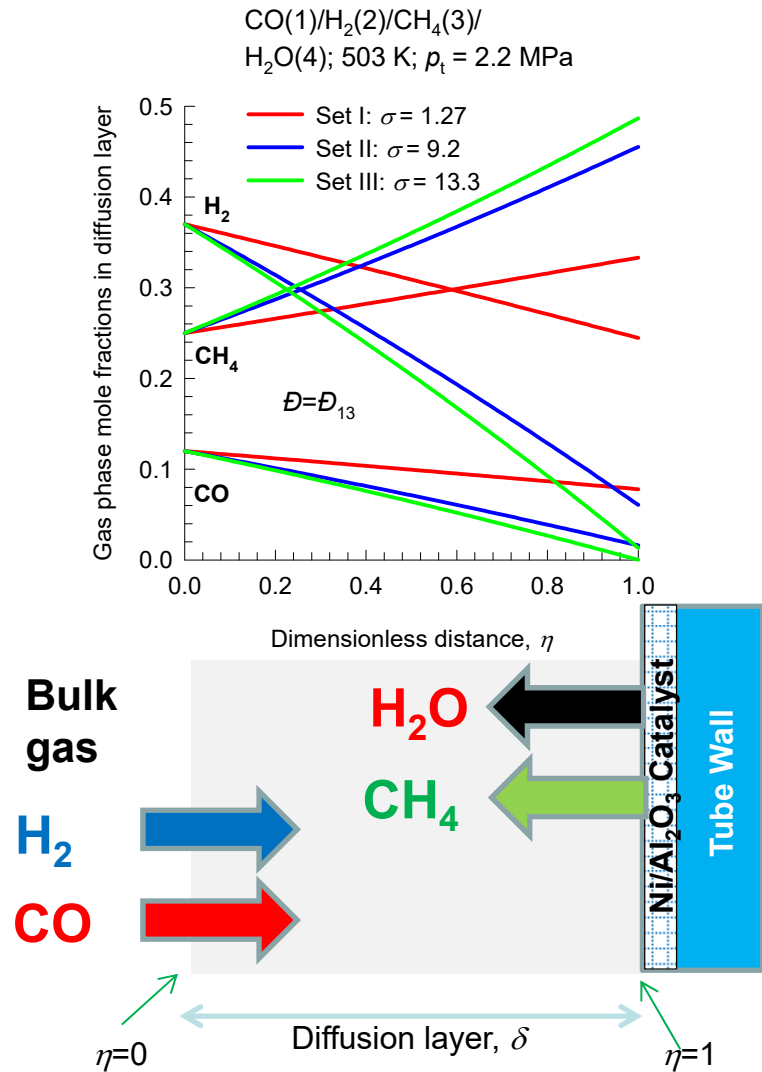 CO(1)/H₂(2)/CH₄(3)/
H₂O(4); 503 K; pₜ = 2.2 MPa
Gas phase mole fractions in diffusion layer
0.5
0.4
0.3
0.2
0.1
0.0
Set I: σ = 1.27
Set II: σ = 9.2
Set III: σ = 13.3
H₂
CH₄
Đ=Đ₁₃
CO
0.0 0.2 0.4 0.6 0.8 1.0
Dimensionless distance, η
Bulk
gas
H₂O
CH₄
H₂
CO
Ni/Al₂O₃ Catalyst
Tube Wall
Diffusion layer, δ
η=0
η=1